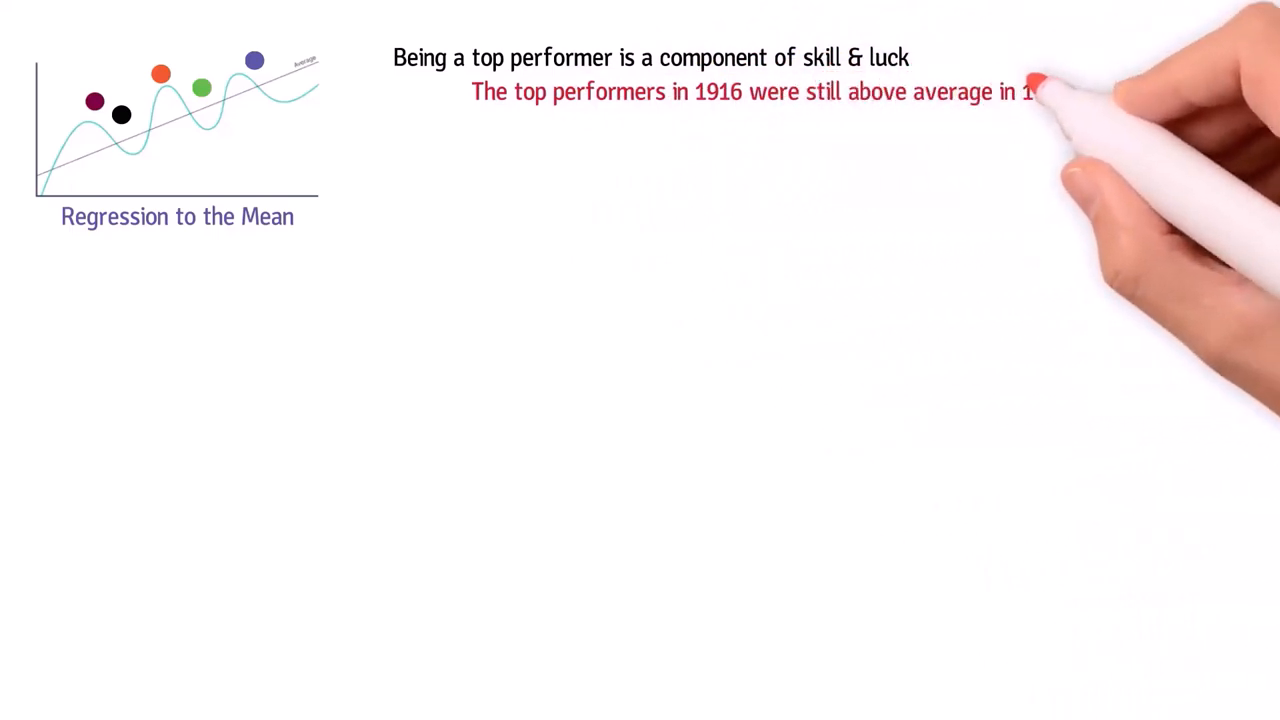 Average
Being a top performer is a component of skill & luck
The top performers in 1916 were still above average in 1
Regression to the Mean